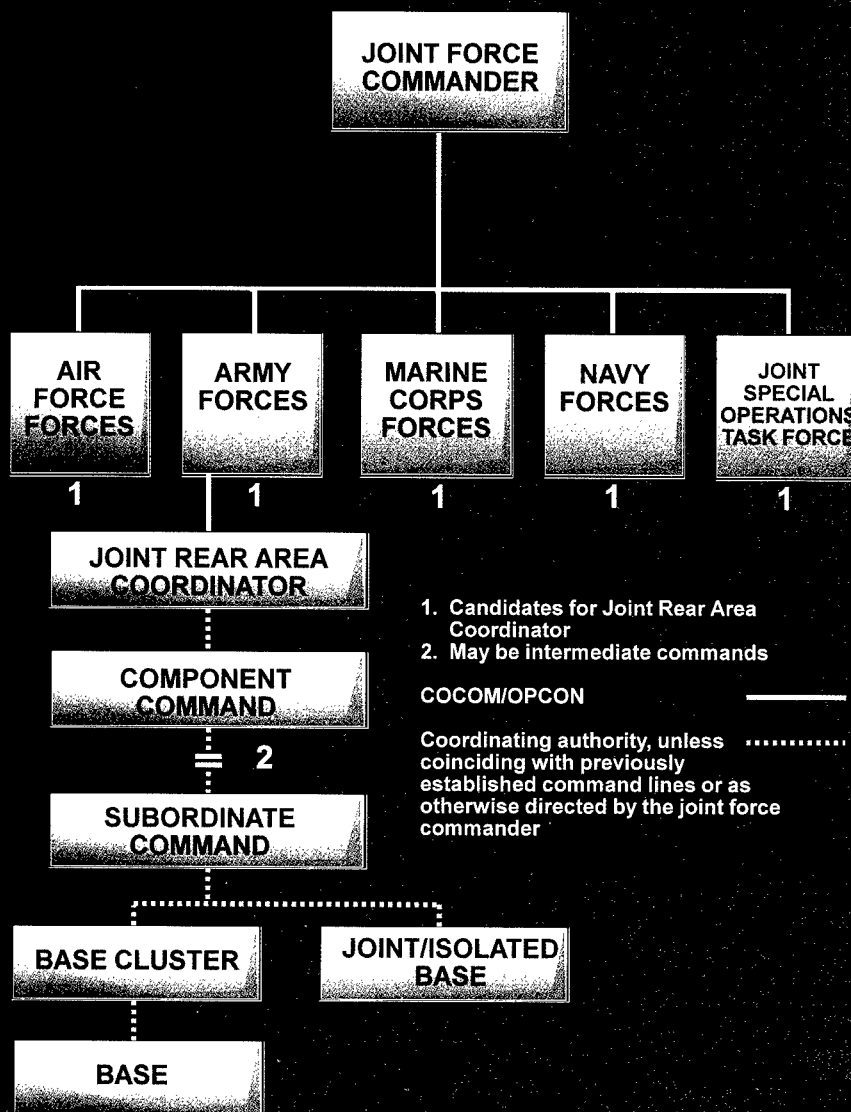 JOINT FORCE
COMMANDER
AIR
FORCE
FORCES
ARMY
FORCES
MARINE
CORPS
FORCES
NAVY
FORCES
JOINT
SPECIAL
OPERATIONS
TASK FORCE
1
1
1
1
1
JOINT REAR AREA
COORDINATOR
1. Candidates for Joint Rear Area
Coordinator
2. May be intermediate commands
COMPONENT
COMMAND
COCOM/OPCON
2
Coordinating authority, unless
coinciding with previously
established command lines or as
otherwise directed by the joint force
commander
SUBORDINATE
COMMAND
BASE CLUSTER
JOINT/ISOLATED
BASE
BASE